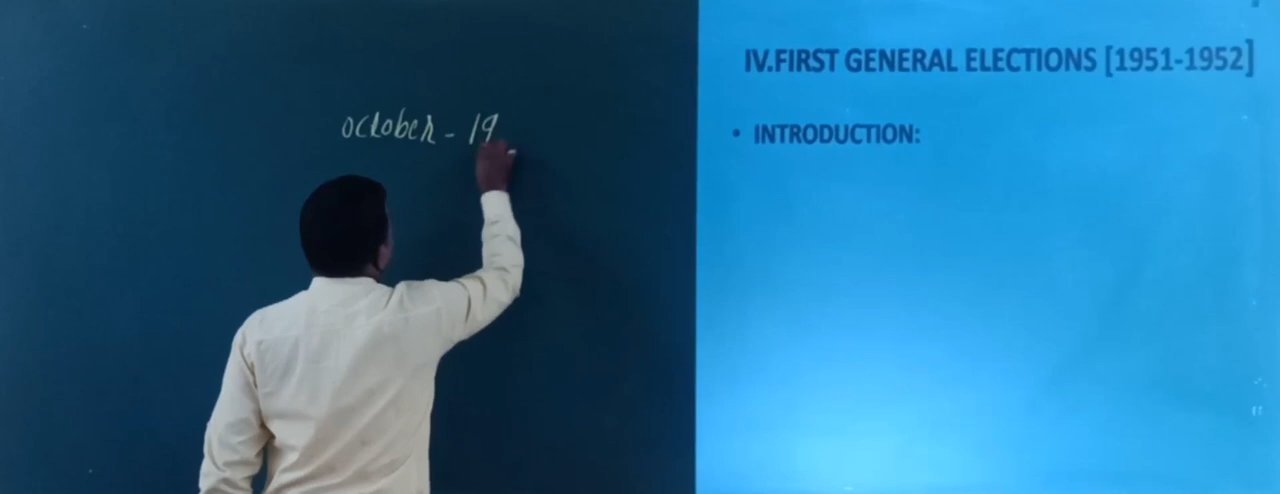 october - 19
IV.FIRST GENERAL ELECTIONS [1951-1952]
• INTRODUCTION: